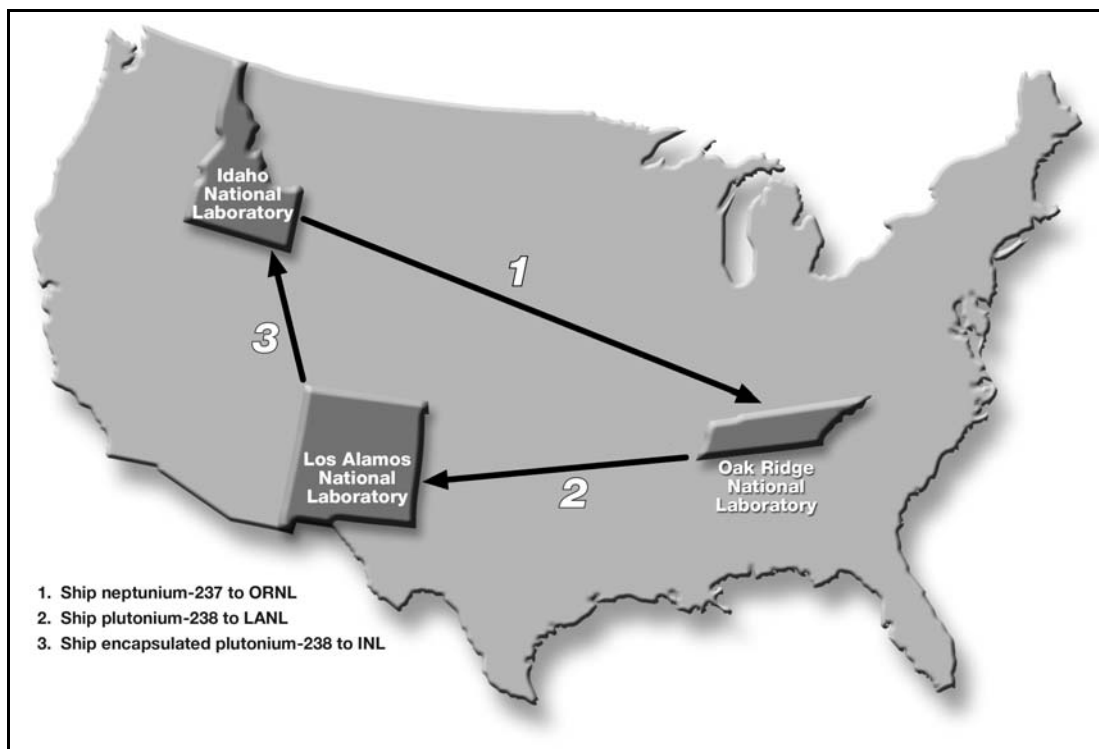 Idaho
National
Laboratory
1
3
Los Alamos
National
Laboratory
2
Oak Ridge
National
Laboratory
1. Ship neptunium-237 to ORNL
2. Ship plutonium-238 to LANL
3. Ship encapsulated plutonium-238 to INL